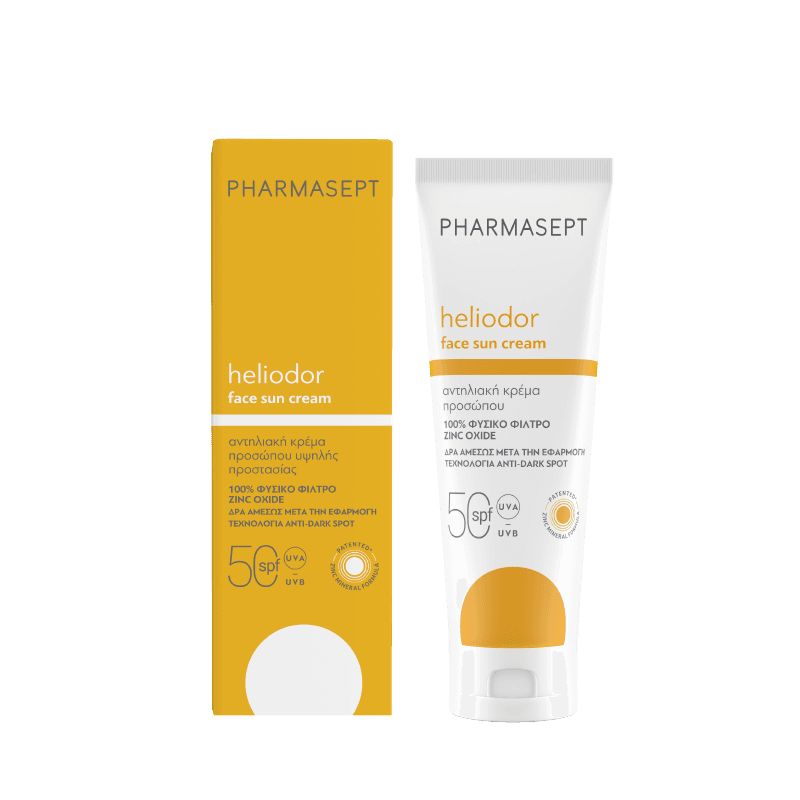 PHARMASEPT
heliodor
face sun cream
αντηλιακή κρέμα
προσώπου υψηλής
προστασίας
100% ΦΥΣΙΚΟ ΦΙΛΤΡΟ
ZINC OXIDE
ΔΡΑ ΑΜΕΣΩΣ ΜΕΤΑ ΤΗΝ ΕΦΑΡΜΟΓΗ
ΤΕΧΝΟΛΟΓΙΑ ANTI-DARK SPOT
50 spf
UVA
–
UVB
PATENTED*
ZINC MINERAL FORMULA
PHARMASEPT
heliodor
face sun cream
αντηλιακή κρέμα
προσώπου
100% ΦΥΣΙΚΟ ΦΙΛΤΡΟ
ZINC OXIDE
ΔΡΑ ΑΜΕΣΩΣ ΜΕΤΑ ΤΗΝ ΕΦΑΡΜΟΓΗ
ΤΕΧΝΟΛΟΓΙΑ ANTI-DARK SPOT
50 spf
UVA
–
UVB
PATENTED*
ZINC MINERAL FORMULA